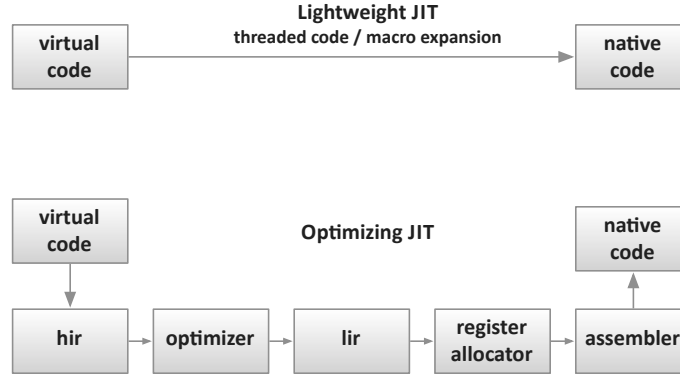 Lightweight JIT
threaded code / macro expansion
virtual
code
native
code
virtual
code
Optimizing JIT
native
code
hir
optimizer
lir
register
allocator
assembler